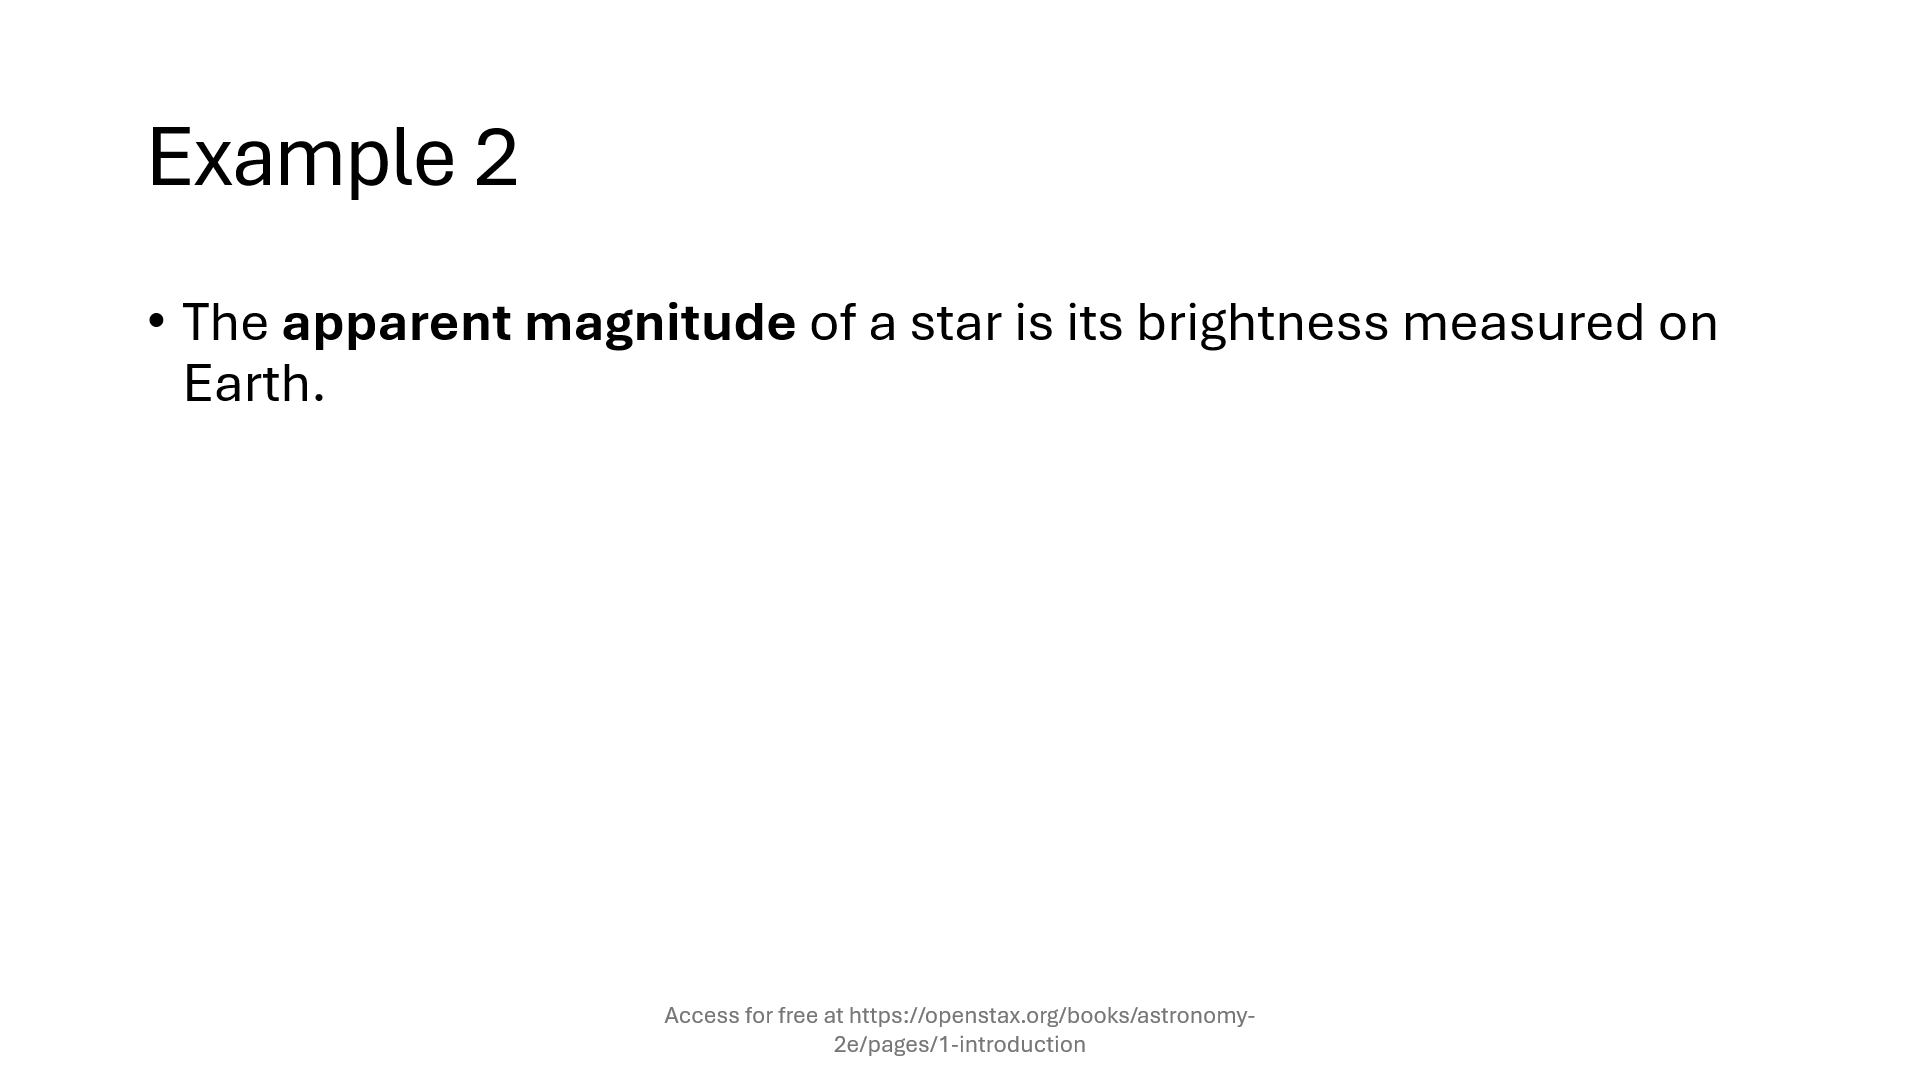 Example 2
• The apparent magnitude of a star is its brightness measured on
Earth.
Access for free at https://openstax.org/books/astronomy-
2e/pages/1-introduction